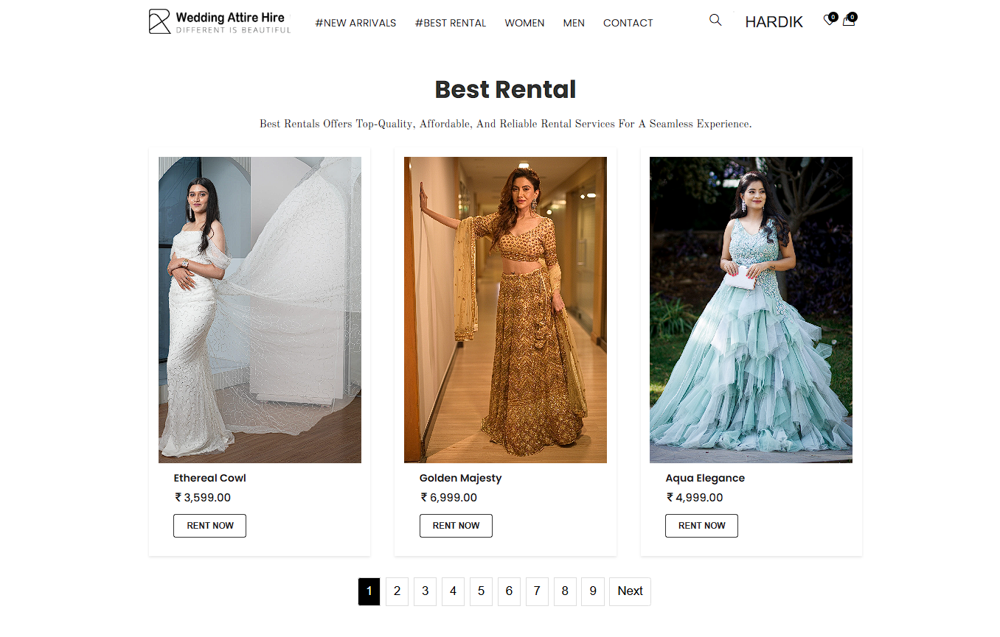 Wedding Attire Hire
DIFFERENT IS BEAUTIFUL
#NEW ARRIVALS #BEST RENTAL WOMEN MEN CONTACT
HARDIK 0 0
Best Rental
Best Rentals Offers Top-Quality, Affordable, And Reliable Rental Services For A Seamless Experience.
Ethereal Cowl
₹ 3,599.00
RENT NOW
Golden Majesty
₹ 6,999.00
RENT NOW
Aqua Elegance
₹ 4,999.00
RENT NOW
1 2 3 4 5 6 7 8 9 Next